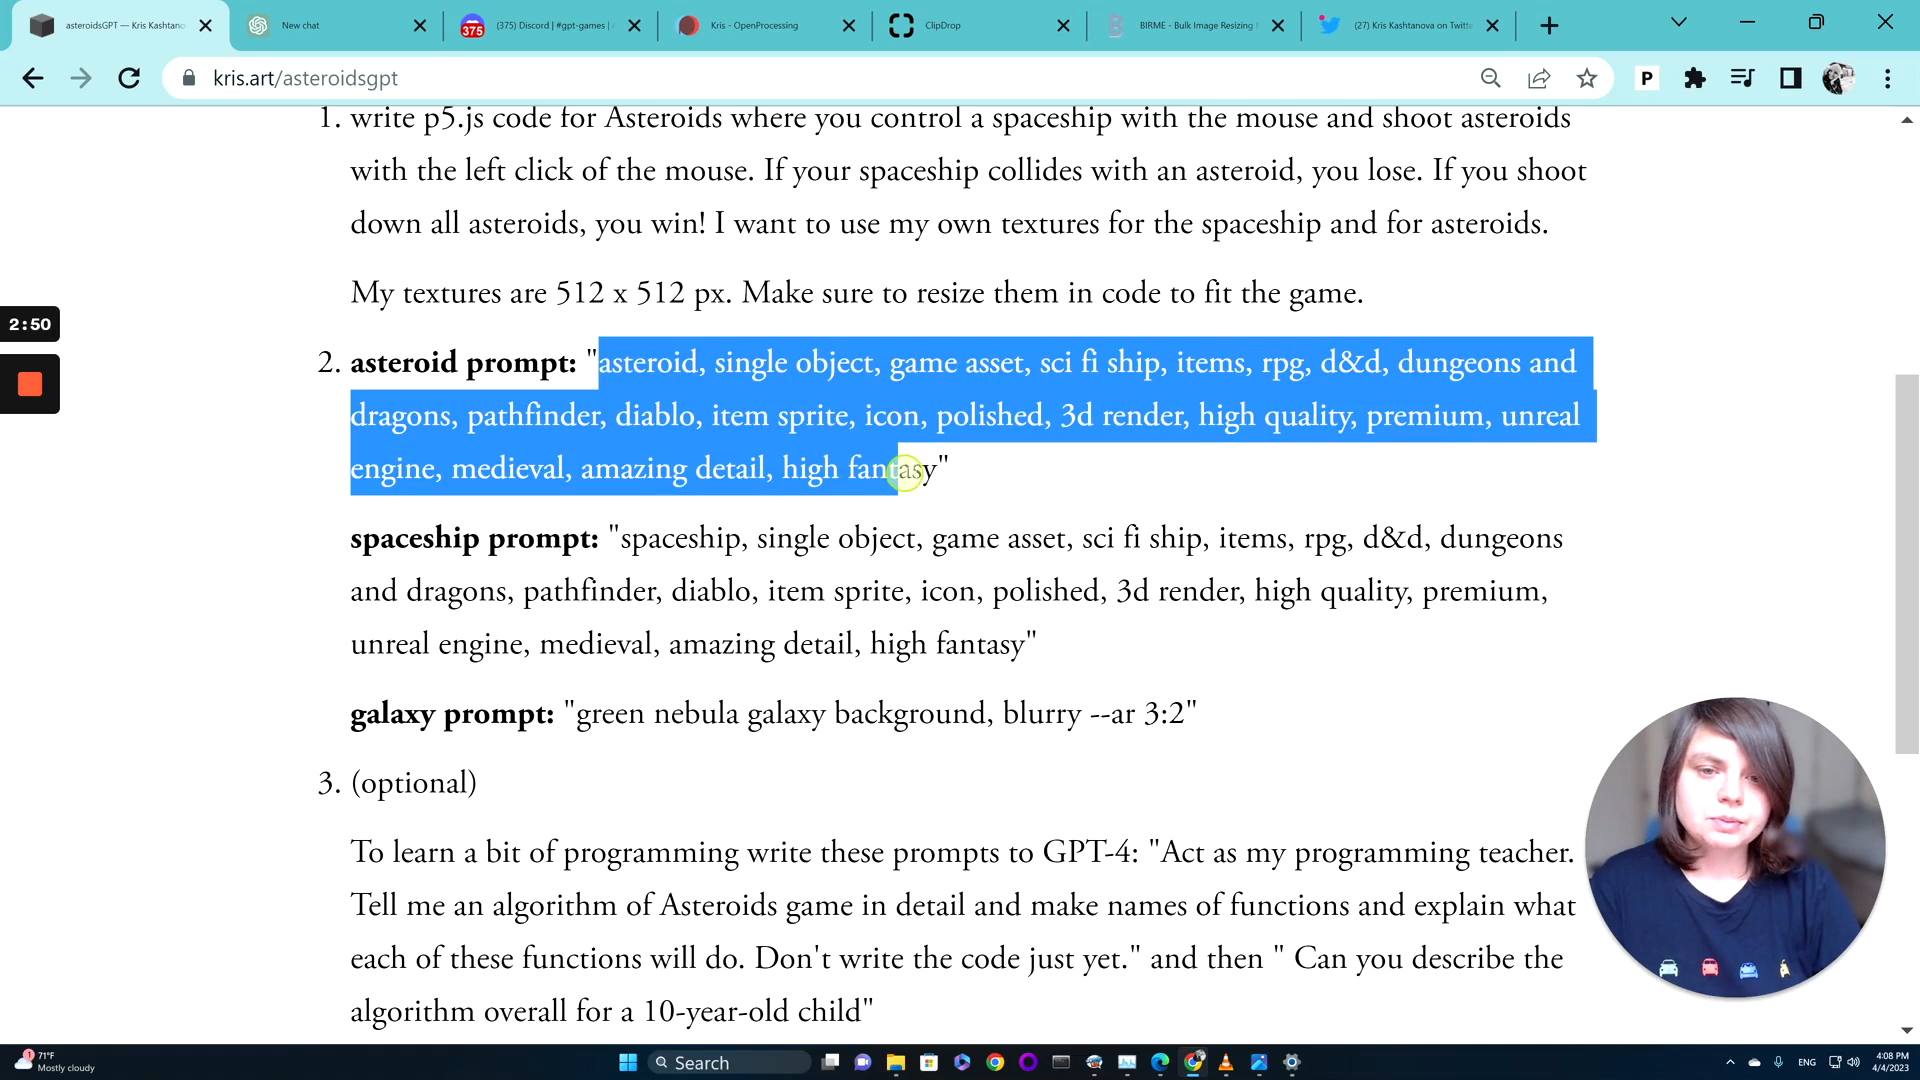 asteroidsGPT — Kris Kashtano
New chat
(375) Discord | #gpt-games |
Kris - OpenProcessing
ClipDrop
BIRME - Bulk Image Resizing
(27) Kris Kashtanova on Twitt
375
kris.art/asteroidsgpt
P
1. write p5.js code for Asteroids where you control a spaceship with the mouse and shoot asteroids
with the left click of the mouse. If your spaceship collides with an asteroid, you lose. If you shoot
down all asteroids, you win! I want to use my own textures for the spaceship and for asteroids.
My textures are 512 x 512 px. Make sure to resize them in code to fit the game.
2:50
2. asteroid prompt: "asteroid, single object, game asset, sci fi ship, items, rpg, d&d, dungeons and
dragons, pathfinder, diablo, item sprite, icon, polished, 3d render, high quality, premium, unreal
engine, medieval, amazing detail, high fantasy"
spaceship prompt: "spaceship, single object, game asset, sci fi ship, items, rpg, d&d, dungeons
and dragons, pathfinder, diablo, item sprite, icon, polished, 3d render, high quality, premium,
unreal engine, medieval, amazing detail, high fantasy"
galaxy prompt: "green nebula galaxy background, blurry --ar 3:2"
3. (optional)
To learn a bit of programming write these prompts to GPT-4: "Act as my programming teacher.
Tell me an algorithm of Asteroids game in detail and make names of functions and explain what
each of these functions will do. Don't write the code just yet." and then " Can you describe the
algorithm overall for a 10-year-old child"
1
71°F
Mostly cloudy
Search
ENG
4:08 PM
4/4/2023